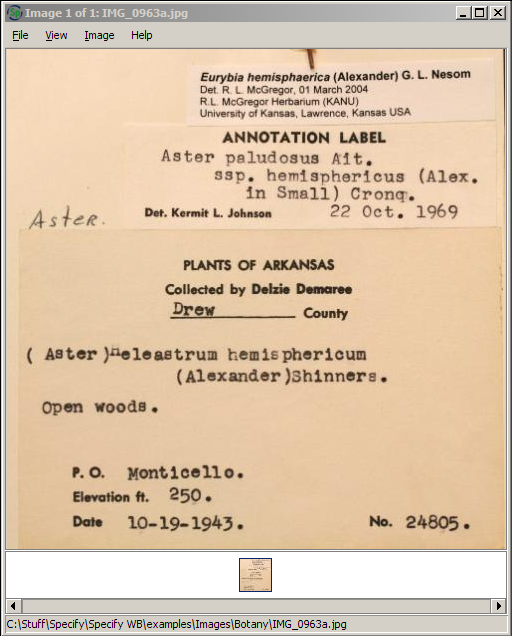 Image 1 of 1: IMG_0963a.jpg
File View Image Help
Eurybia hemisphaerica (Alexander) G. L. Nesom
Det. R. L. McGregor, 01 March 2004
R.L. McGregor Herbarium (KANU)
University of Kansas, Lawrence, Kansas USA
ANNOTATION LABEL
Aster paludosus Ait.
ssp. hemisphericus (Alex.
in Small) Cronq.
Det. Kermit L. Johnson 22 Oct. 1969
Aster.
PLANTS OF ARKANSAS
Collected by Delzie Demaree
Drew County
( Aster )Heleastrum hemisphericum
(Alexander)Shinners.
Open woods.
P. O. Monticello.
Elevation ft. 250.
Date 10-19-1943. No. 24805.
C:\Stuff\Specify\Specify WB\examples\Images\Botany\IMG_0963a.jpg